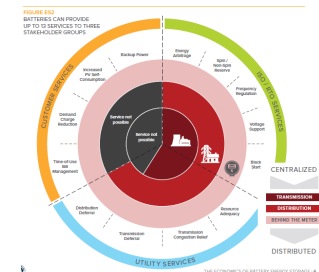 FIGURE ES2
BATTERIES CAN PROVIDE
UP TO 13 SERVICES TO THREE
STAKEHOLDER GROUPS
CUSTOMER SERVICES
ISO / RTO SERVICES
UTILITY SERVICES
Backup Power
Increased
PV Self-
Consumption
Demand
Charge
Reduction
Time-of-Use
Bill
Management
Energy
Arbitrage
Spin /
Non-Spin
Reserve
Frequency
Regulation
Voltage
Support
Black
Start
Resource
Adequacy
Transmission
Congestion Relief
Transmission
Deferral
Distribution
Deferral
Service not
possible
Service not
possible
CENTRALIZED
TRANSMISSION
DISTRIBUTION
BEHIND THE METER
DISTRIBUTED
THE ECONOMICS OF BATTERY ENERGY STORAGE